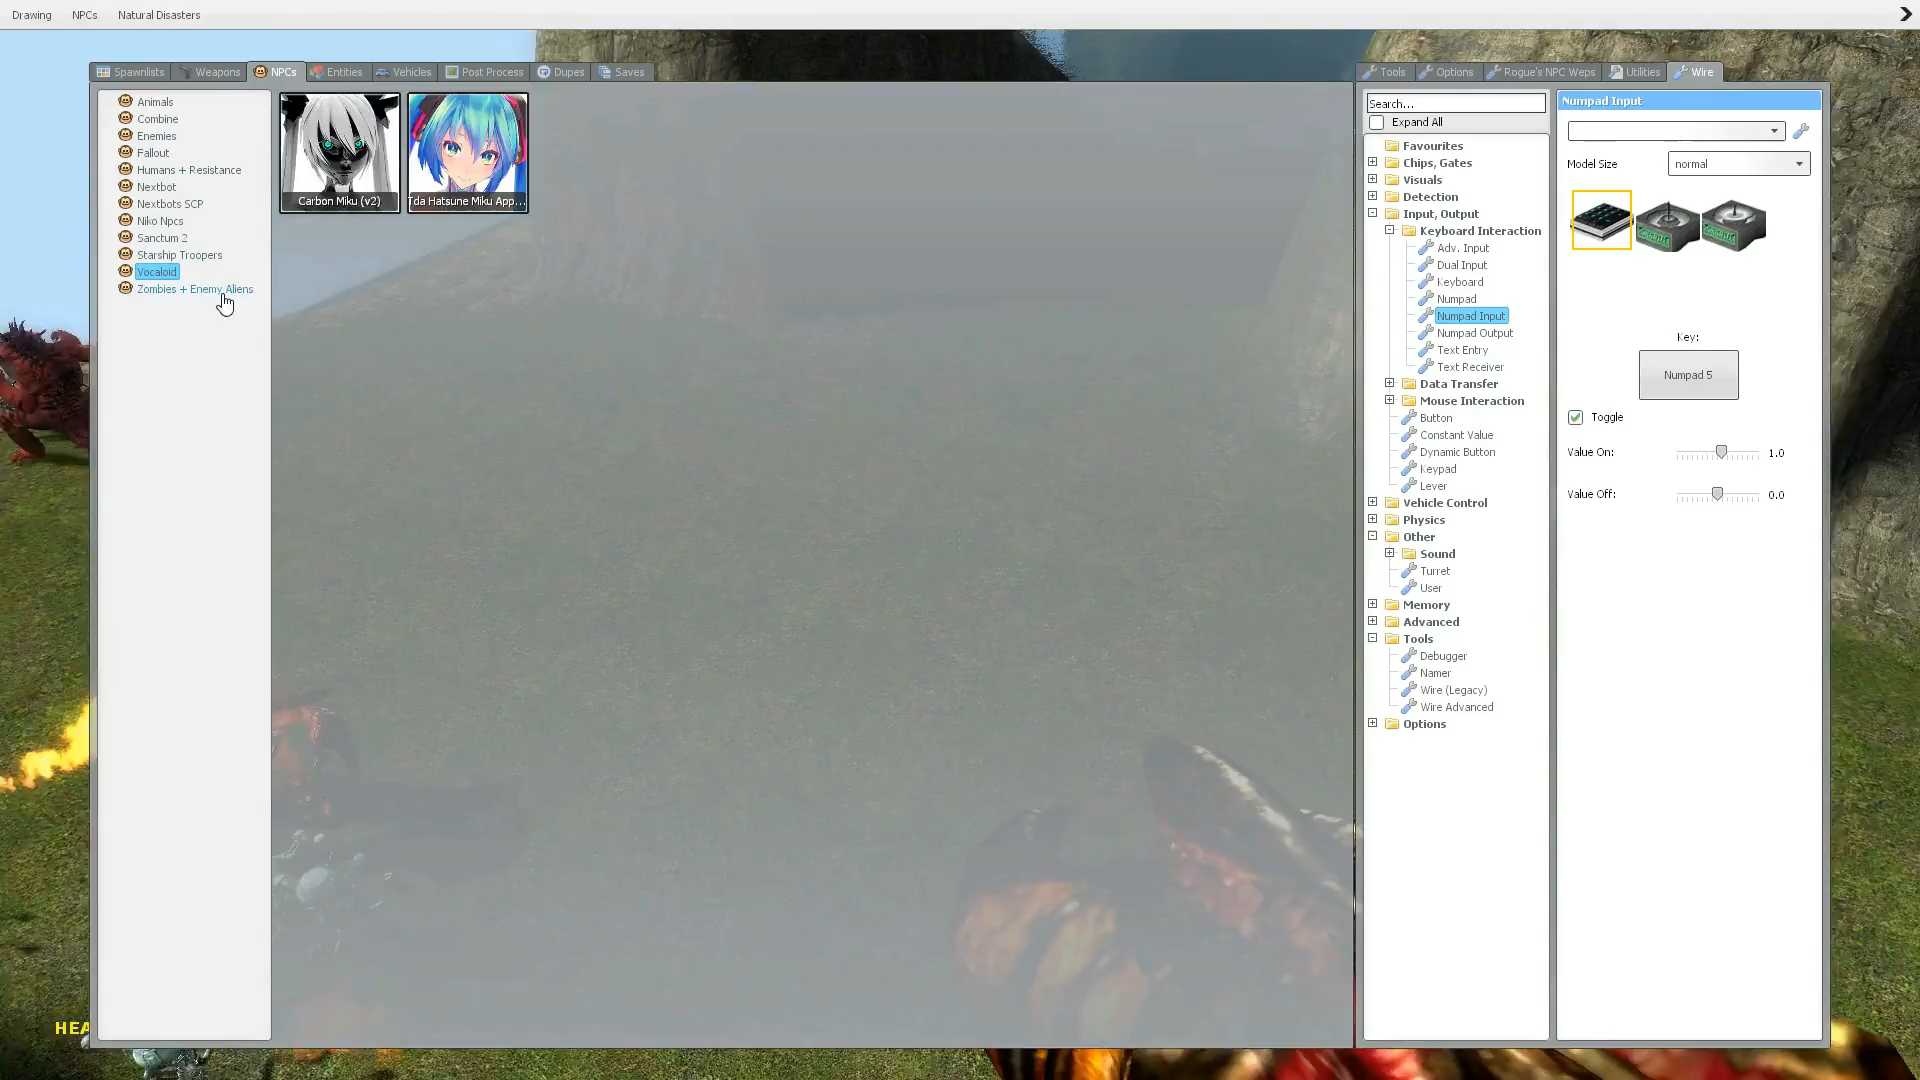 Drawing NPCs Natural Disasters
Spawnlists Weapons NPCs Entities Vehicles Post Process Dupes Saves
Animals
Combine
Enemies
Fallout
Humans + Resistance
Nextbot
Nextbots SCP
Niko Npcs
Sanctum 2
Starship Troopers
Vocaloid
Zombies + Enemy Aliens
Carbon Miku (v2)
Tda Hatsune Miku App...
HEA
Tools Options Rogue's NPC Weps Utilities Wire
Search...
Expand All
Favourites
Chips, Gates
Visuals
Detection
Input, Output
Keyboard Interaction
Adv. Input
Dual Input
Keyboard
Numpad
Numpad Input
Numpad Output
Text Entry
Text Receiver
Data Transfer
Mouse Interaction
Button
Constant Value
Dynamic Button
Keypad
Lever
Vehicle Control
Physics
Other
Sound
Turret
User
Memory
Advanced
Tools
Debugger
Namer
Wire (Legacy)
Wire Advanced
Options
Numpad Input
Model Size normal
Key:
Numpad 5
Toggle
Value On: 1.0
Value Off: 0.0